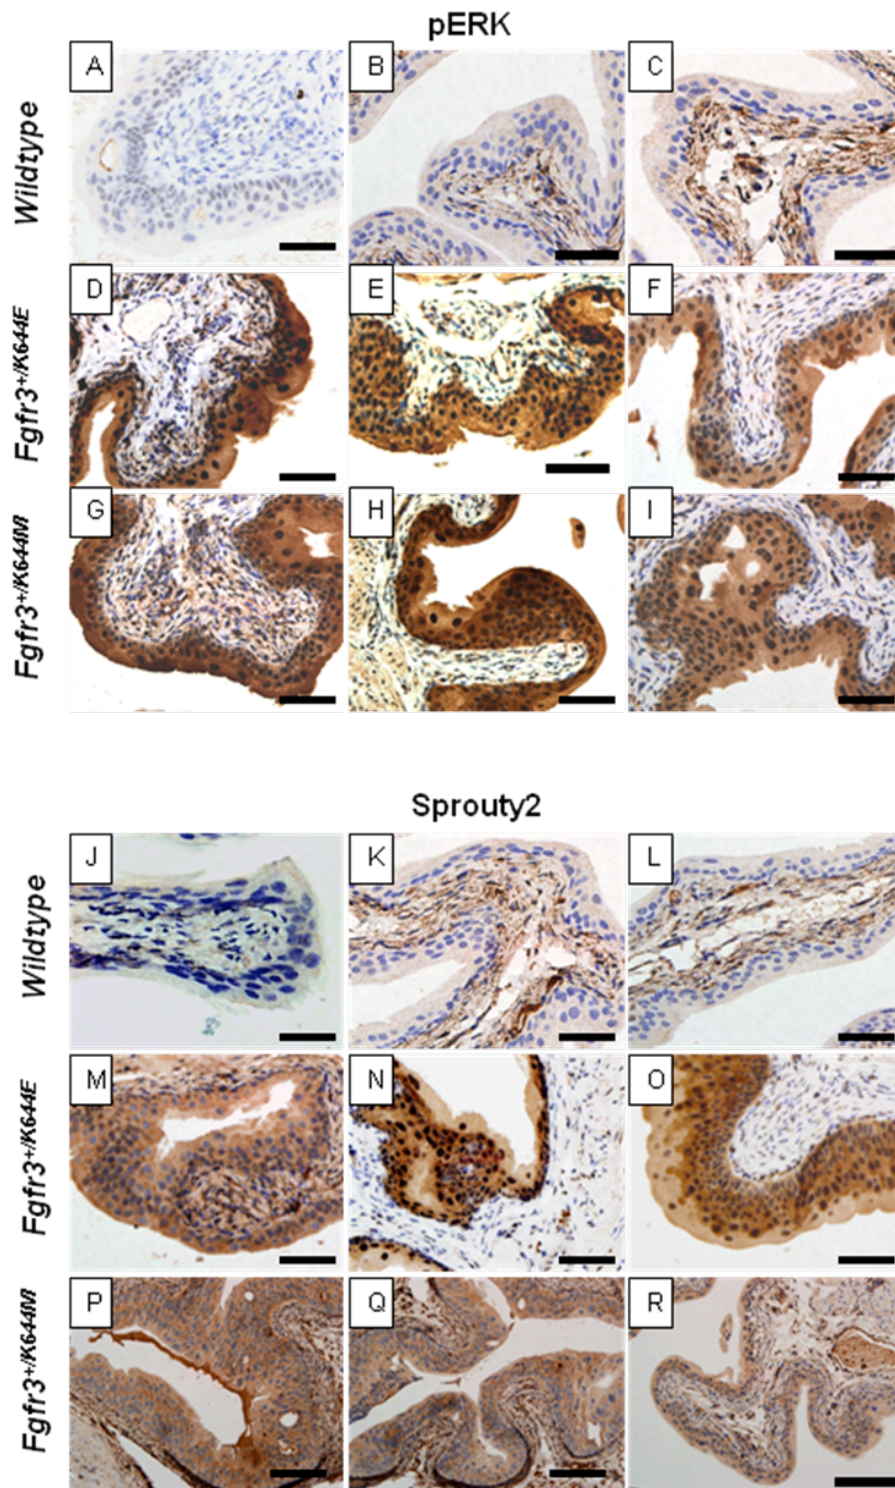 pERK
Wildtype
A
B
C
Fgfr3+/K644E
D
E
F
Fgfr3+/K644M
G
H
I
Sprouty2
Wildtype
J
K
L
Fgfr3+/K644E
M
N
O
Fgfr3+/K644M
P
Q
R